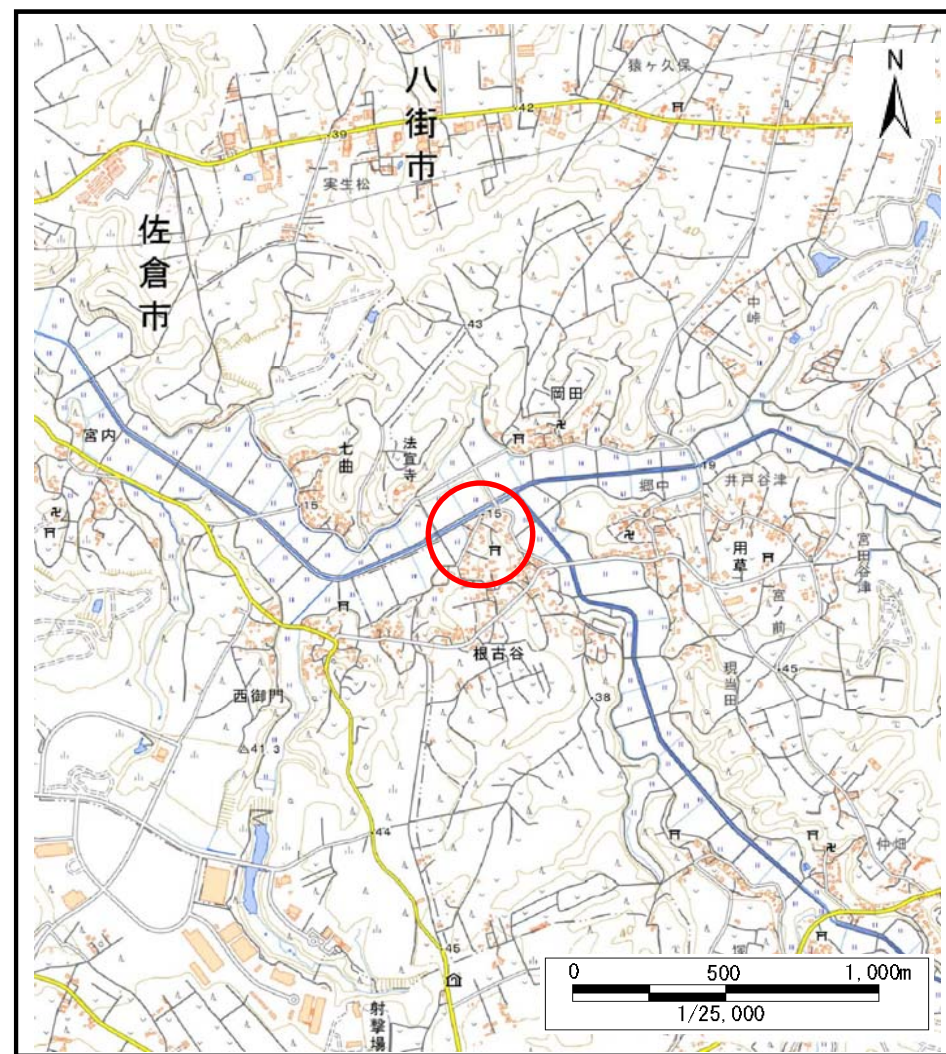 八街市
猿ヶ久保
N
42
39
実生松
佐倉市
40
43
中峠
岡田
宮内
七曲
法宣寺
19
郷中
井戸谷津
15
15
用草
宮田谷津
宮ノ前
根古谷
現当田
45
西御門
38
41.3
44
仲畑
40
45
塚
射撃場
0 500 1,000m
1/25,000